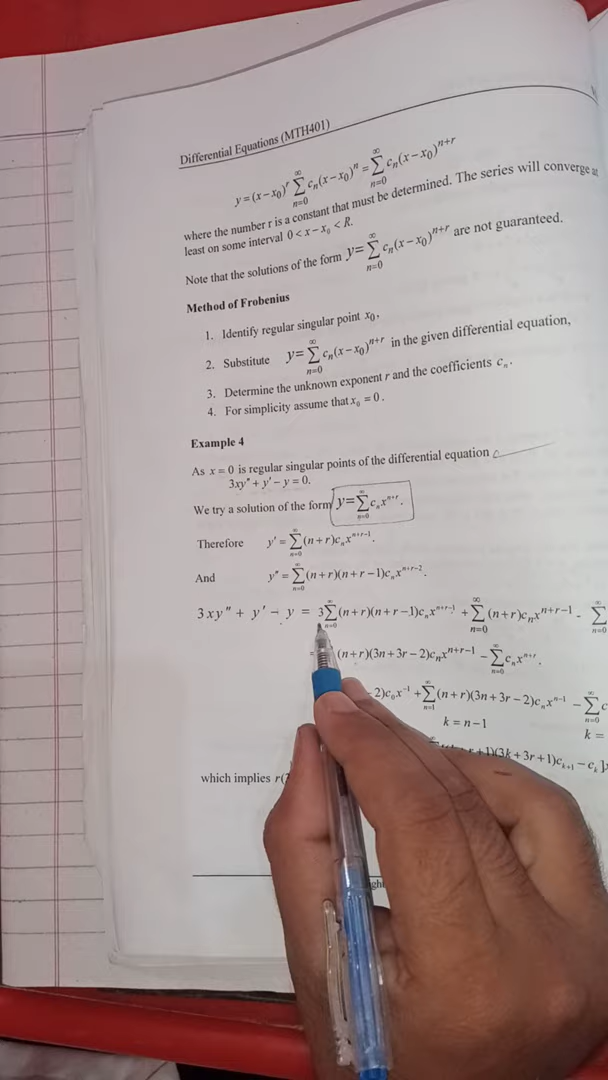 Differential Equations (MTH401)
y = (x − x₀)^r ∑_{n=0}^{∞} c_n(x − x₀)^n = ∑_{n=0}^{∞} c_n(x − x₀)^{n+r}
where the number r is a constant that must be determined. The series will converge at
least on some interval 0 < x − x₀ < R.
Note that the solutions of the form y = ∑_{n=0}^{∞} c_n(x − x₀)^{n+r} are not guaranteed.
Method of Frobenius
1. Identify regular singular point x₀,
2. Substitute y = ∑_{n=0}^{∞} c_n(x − x₀)^{n+r} in the given differential equation,
3. Determine the unknown exponent r and the coefficients c_n.
4. For simplicity assume that x₀ = 0.
Example 4
As x = 0 is regular singular points of the differential equation
3xy″ + y′ − y = 0.
We try a solution of the form y = ∑_{n=0}^{∞} c_n x^{n+r}.
Therefore y′ = ∑_{n=0}^{∞} (n+r)c_n x^{n+r−1}.
And y″ = ∑_{n=0}^{∞} (n+r)(n+r−1)c_n x^{n+r−2}.
3xy″ + y′ − y = 3∑_{n=0}^{∞} (n+r)(n+r−1)c_n x^{n+r−1} + ∑_{n=0}^{∞} (n+r)c_n x^{n+r−1} - ∑_{n=0}^{∞}
(n+r)(3n+3r−2)c_n x^{n+r−1} − ∑_{n=0}^{∞} c_n x^{n+r}.
−2)c₀x^{−1} + ∑_{n=1}^{∞} (n+r)(3n+3r−2)c_n x^{n−1} − ∑_{n=0}^{∞} c
k = n−1 k =
+1)(3k+3r+1)c_{k+1} − c_k]
which implies r(